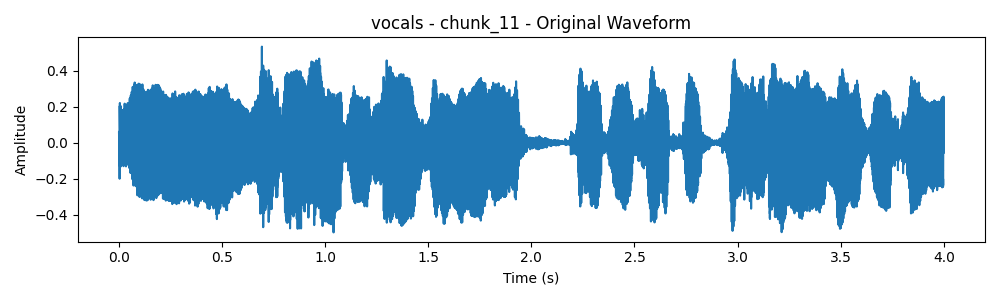 vocals - chunk_11 - Original Waveform
Amplitude
0.4
0.2
0.0
−0.2
−0.4
0.0 0.5 1.0 1.5 2.0 2.5 3.0 3.5 4.0
Time (s)